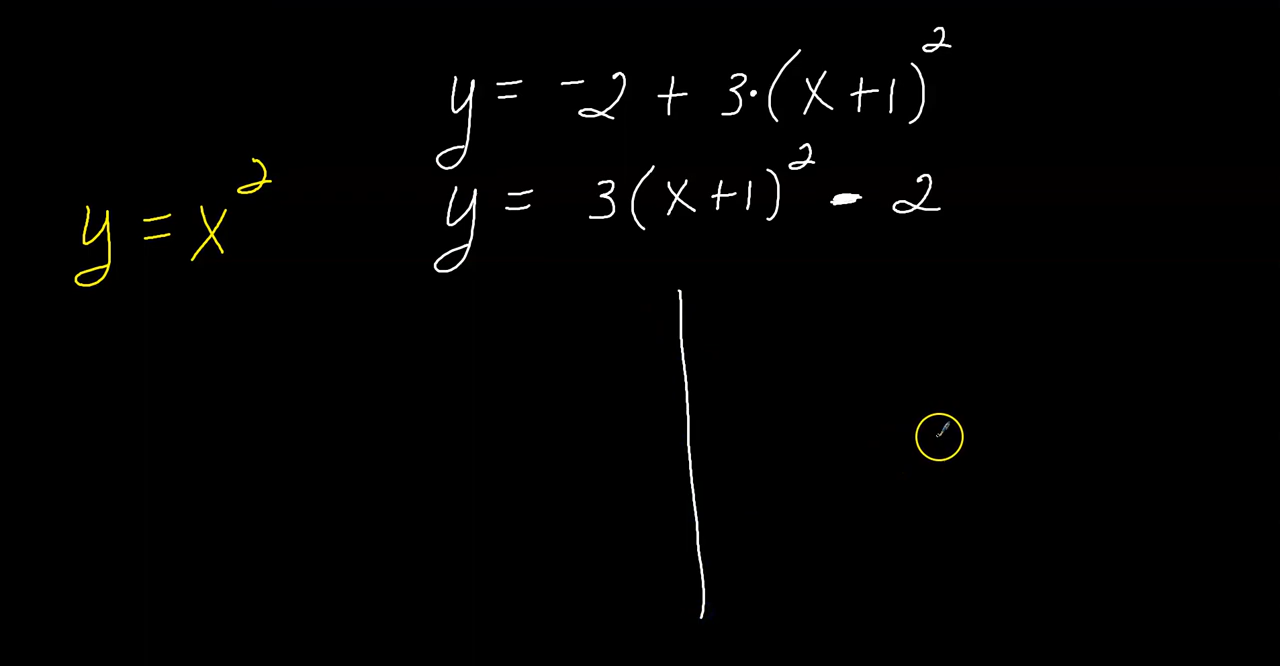 y = -2 + 3·(x+1)²
y = x²
y = 3(x+1)² - 2